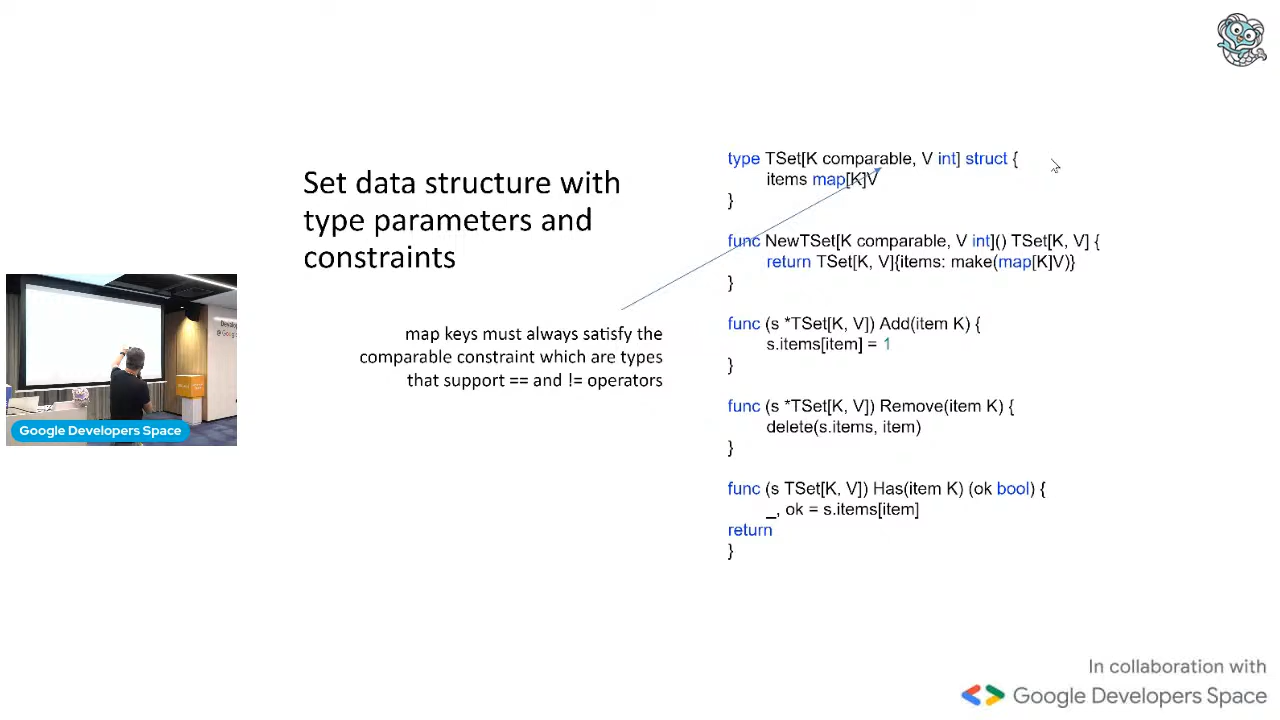 Set data structure with
type parameters and
constraints
map keys must always satisfy the
comparable constraint which are types
that support == and != operators
type TSet[K comparable, V int] struct {
items map[K]V
}
func NewTSet[K comparable, V int]() TSet[K, V] {
return TSet[K, V]{items: make(map[K]V)}
}
func (s *TSet[K, V]) Add(item K) {
s.items[item] = 1
}
func (s *TSet[K, V]) Remove(item K) {
delete(s.items, item)
}
func (s TSet[K, V]) Has(item K) (ok bool) {
_, ok = s.items[item]
return
}
Google Developers Space
In collaboration with
Google Developers Space